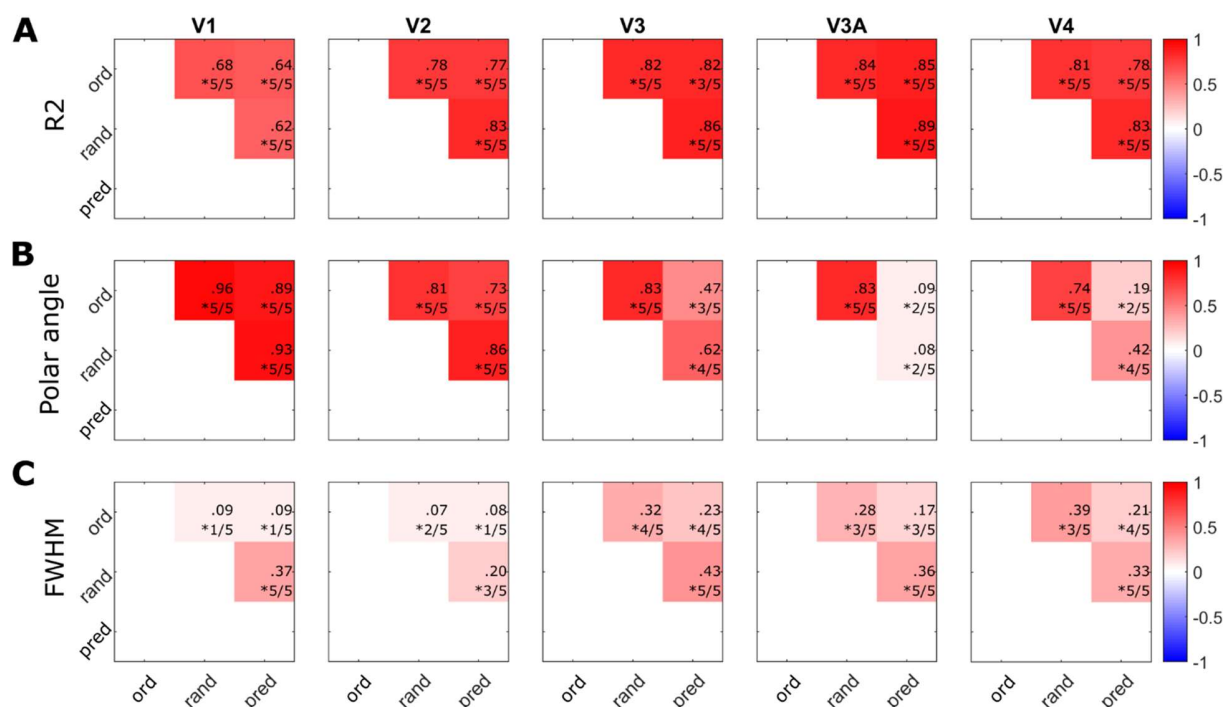 A
V1 V2 V3 V3A V4
R2
ord
.68 .64 .78 .77 .82 .82 .84 .85 .81 .78
*5/5 *5/5 *5/5 *5/5 *5/5 *3/5 *5/5 *5/5 *5/5 *5/5
rand
.62 .83 .86 .89 .83
*5/5 *5/5 *5/5 *5/5 *5/5
pred
1
0.5
0
-0.5
-1
B
Polar angle
ord
.96 .89 .81 .73 .83 .47 .83 .09 .74 .19
*5/5 *5/5 *5/5 *5/5 *5/5 *3/5 *5/5 *2/5 *5/5 *2/5
rand
.93 .86 .62 .08 .42
*5/5 *5/5 *4/5 *2/5 *4/5
pred
1
0.5
0
-0.5
-1
C
FWHM
ord
.09 .09 .07 .08 .32 .23 .28 .17 .39 .21
*1/5 *1/5 *2/5 *1/5 *4/5 *4/5 *3/5 *3/5 *3/5 *4/5
rand
.37 .20 .43 .36 .33
*5/5 *3/5 *5/5 *5/5 *5/5
pred
1
0.5
0
-0.5
-1
ord rand pred ord rand pred ord rand pred ord rand pred ord rand pred